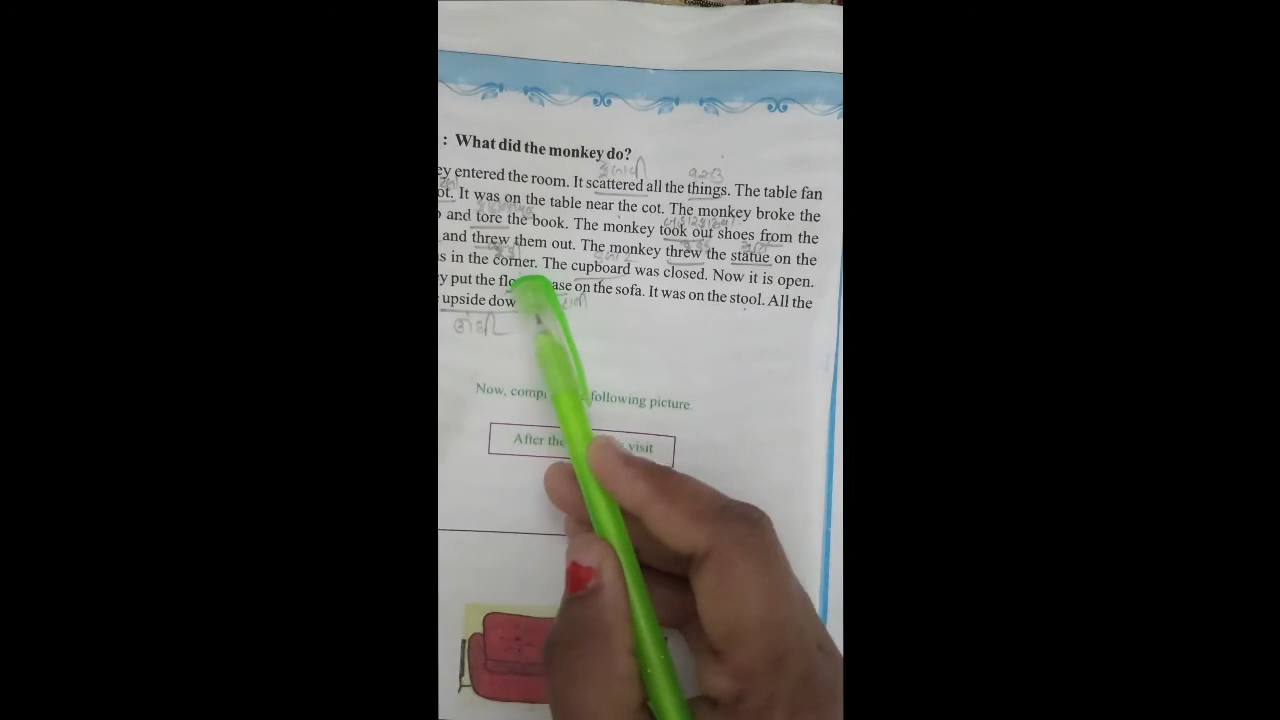 : What did the monkey do?
ey entered the room. It scattered all the things. The table fan
ot. It was on the table near the cot. The monkey broke the
and tore the book. The monkey took out shoes from the
and threw them out. The monkey threw the statue on the
s in the corner. The cupboard was closed. Now it is open.
y put the flo ase on the sofa. It was on the stool. All the
upside dow
Now, comp following picture.
After the visit